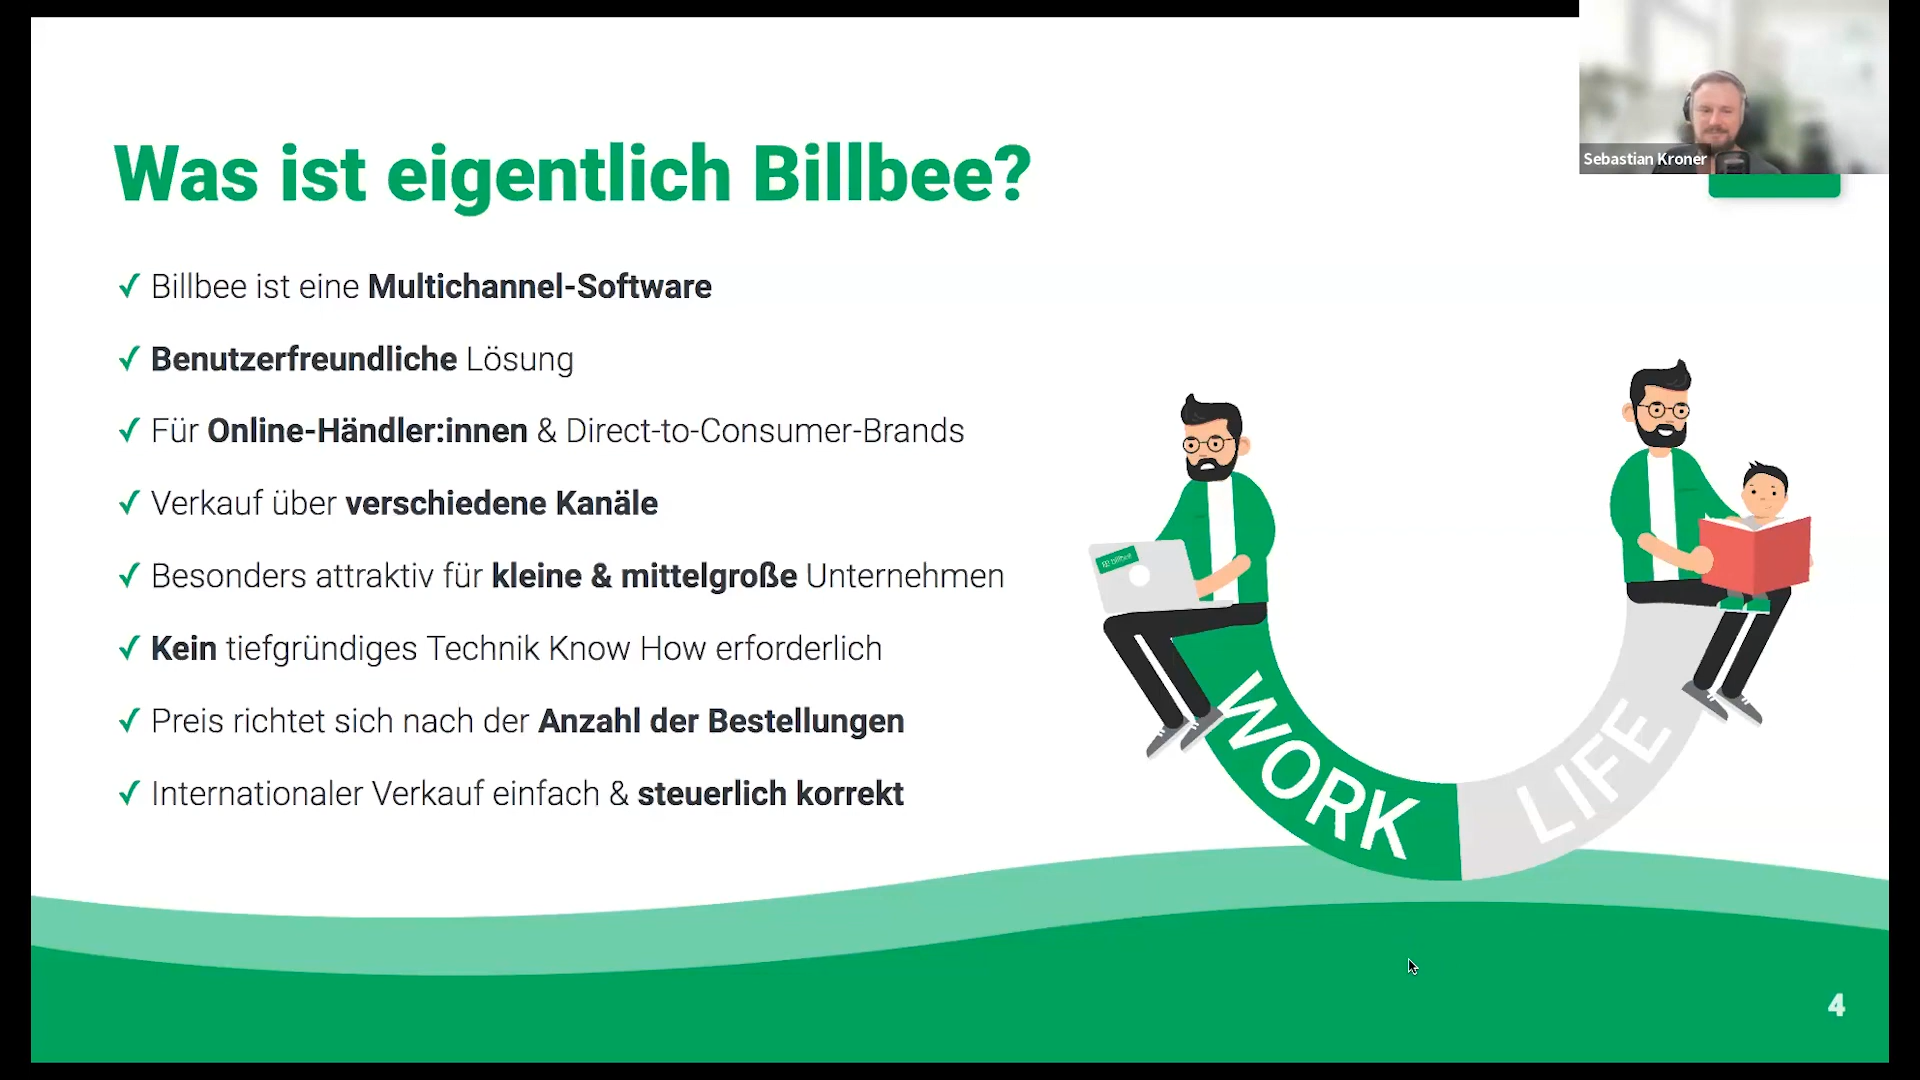 Sebastian Kroner
Was ist eigentlich Billbee?
✓ Billbee ist eine Multichannel-Software
✓ Benutzerfreundliche Lösung
✓ Für Online-Händler:innen & Direct-to-Consumer-Brands
✓ Verkauf über verschiedene Kanäle
✓ Besonders attraktiv für kleine & mittelgroße Unternehmen
✓ Kein tiefgründiges Technik Know How erforderlich
✓ Preis richtet sich nach der Anzahl der Bestellungen
✓ Internationaler Verkauf einfach & steuerlich korrekt
billbee
WORK
LIFE
4